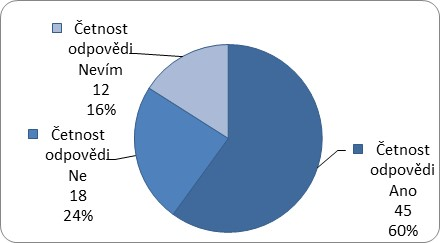 Četnost
odpovědi
Nevím
12
16%
Četnost
odpovědi
Ne
18
24%
Četnost
odpovědi
Ano
45
60%